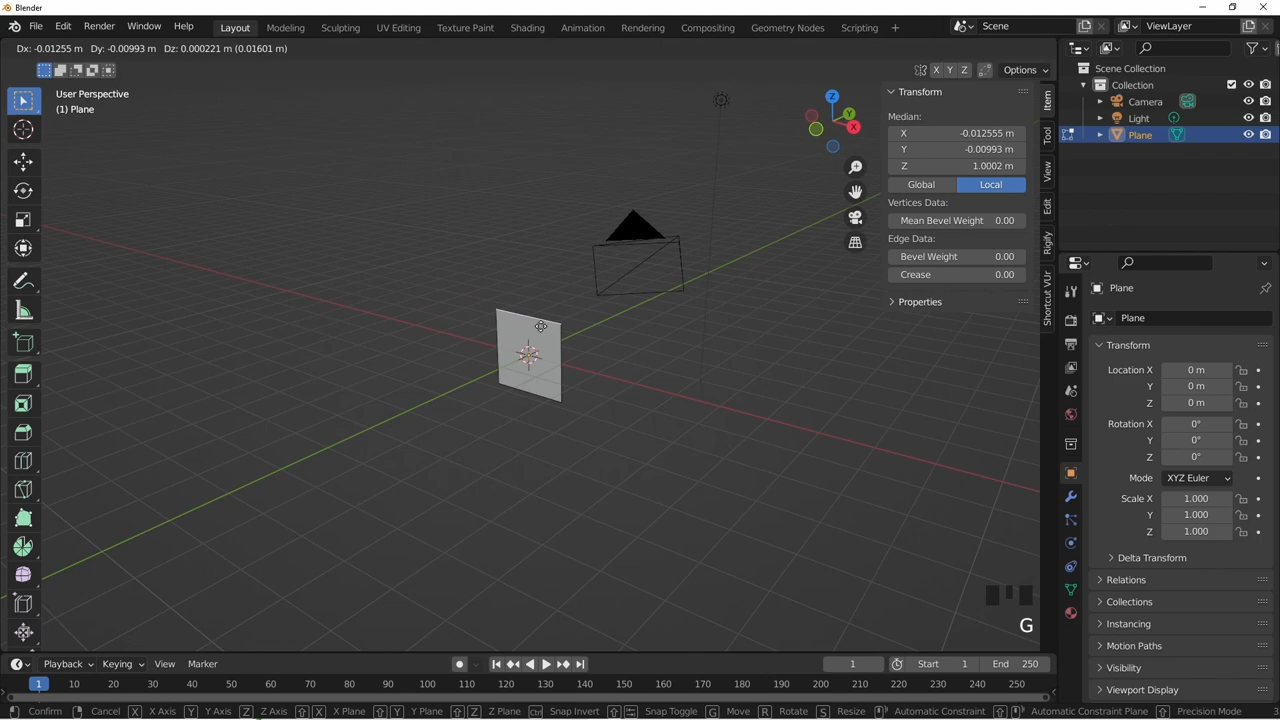 Blender
File Edit Render Window Help Layout Modeling Sculpting UV Editing Texture Paint Shading Animation Rendering Compositing Geometry Nodes Scripting + Scene ViewLayer
Dx: -0.01255 m Dy: -0.00993 m Dz: 0.000221 m (0.01601 m)
X Y Z Options
Scene Collection
Collection
Camera
Light
Plane
User Perspective
(1) Plane
Z
Y
X
Transform
Median:
X -0.012555 m
Y -0.00993 m
Z 1.0002 m
Global Local
Vertices Data:
Mean Bevel Weight 0.00
Edge Data:
Bevel Weight 0.00
Crease 0.00
Properties
Item
Tool
View
Edit
Rigify
Shortcut VUr
Plane
Plane
Transform
Location X 0 m
Y 0 m
Z 0 m
Rotation X 0°
Y 0°
Z 0°
Mode XYZ Euler
Scale X 1.000
Y 1.000
Z 1.000
Delta Transform
Relations
Collections
Instancing
Motion Paths
Visibility
Viewport Display
G
Playback Keying View Marker 1 Start 1 End 250
1 10 20 30 40 50 60 70 80 90 100 110 120 130 140 150 160 170 180 190 200 210 220 230 240 250
Confirm Cancel X X Axis Y Y Axis Z Z Axis X X Plane Y Y Plane Z Z Plane Ctrl Snap Invert Snap Toggle G Move R Rotate S Resize Automatic Constraint Automatic Constraint Plane Precision Mode